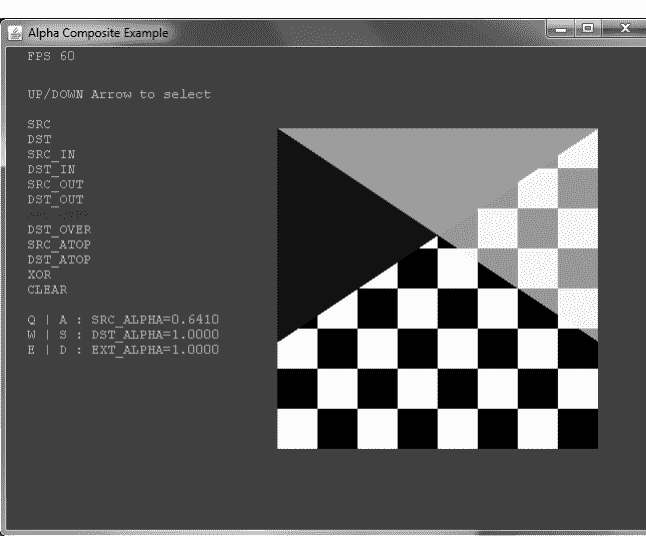 Alpha Composite Example
FPS 60
UP/DOWN Arrow to select
SRC
DST
SRC_IN
DST_IN
SRC_OUT
DST_OUT
DST_OVER
SRC_ATOP
DST_ATOP
XOR
CLEAR
Q | A : SRC_ALPHA=0.6410
W | S : DST_ALPHA=1.0000
E | D : EXT_ALPHA=1.0000